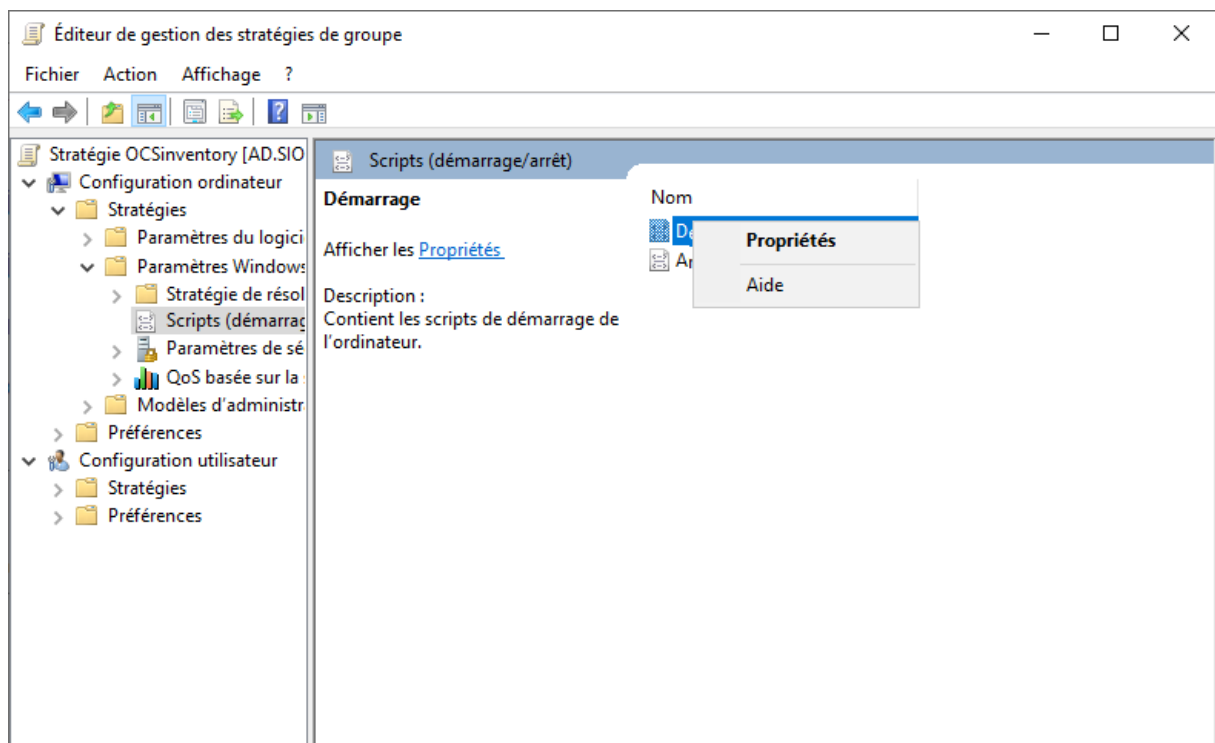 Éditeur de gestion des stratégies de groupe
Fichier Action Affichage ?
Stratégie OCSinventory [AD.SIO
Configuration ordinateur
Stratégies
Paramètres du logici
Paramètres Windows
Stratégie de résol
Scripts (démarrag
Paramètres de sé
QoS basée sur la
Modèles d'administr
Préférences
Configuration utilisateur
Stratégies
Préférences
Scripts (démarrage/arrêt)
Démarrage
Afficher les Propriétés
Description :
Contient les scripts de démarrage de
l'ordinateur.
Nom
Dé
Ar
Propriétés
Aide